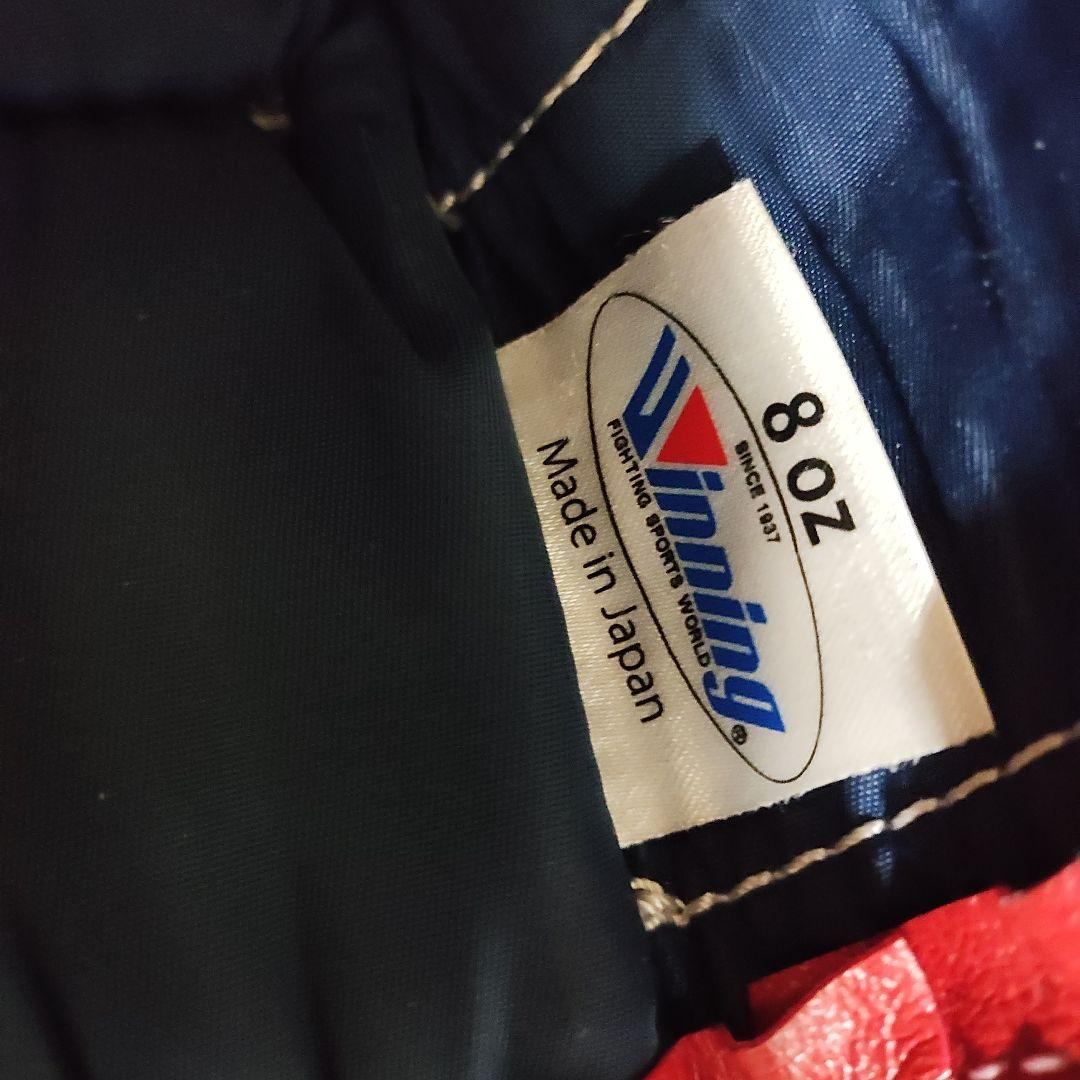 8 oz
SINCE 1937
Winning®
FIGHTING SPORTS WORLD
Made in Japan